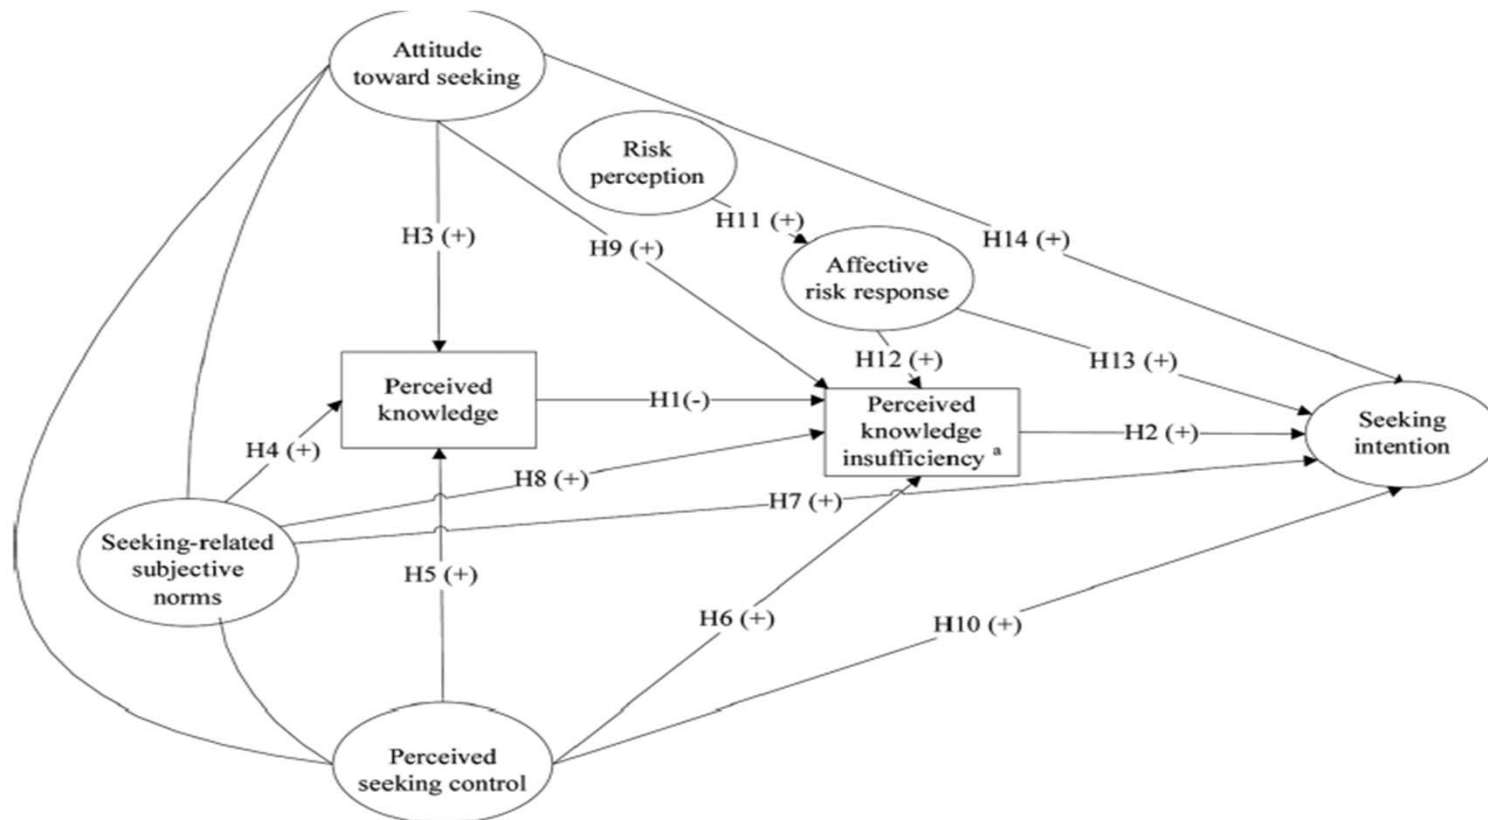 Attitude
toward seeking
Risk
perception
H11 (+)
H3 (+)
H9 (+)
H14 (+)
Affective
risk response
H12 (+)
H13 (+)
Perceived
knowledge
H1(-)
Perceived
knowledge
insufficiency a
H2 (+)
Seeking
intention
H4 (+)
H8 (+)
H7 (+)
Seeking-related
subjective
norms
H5 (+)
H6 (+)
H10 (+)
Perceived
seeking control